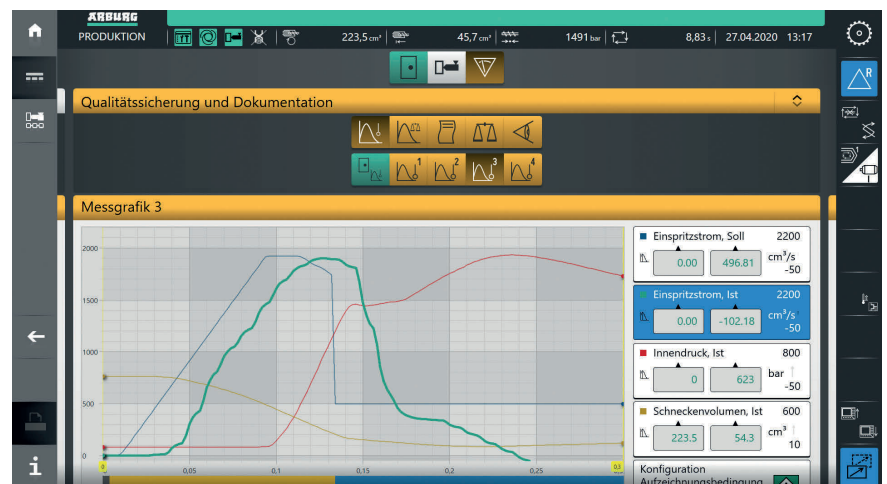 ARBURG
PRODUKTION 223,5 cm³ 45,7 cm³ 1491 bar 8,83 s 27.04.2020 13:17
R
Qualitätssicherung und Dokumentation
1 2 3 4
Messgrafik 3
2000
1500
1000
500
0
0 0,05 0,1 0,15 0,2 0,25 0,3
Einspritzstrom, Soll 2200
0.00 496.81 cm³/s
-50
Einspritzstrom, Ist 2200
0.00 -102.18 cm³/s
-50
Innendruck, Ist 800
0 623 bar
-50
Schneckenvolumen, Ist 600
223.5 54.3 cm³
10
Konfiguration
Aufzeichnungsbedingung
i